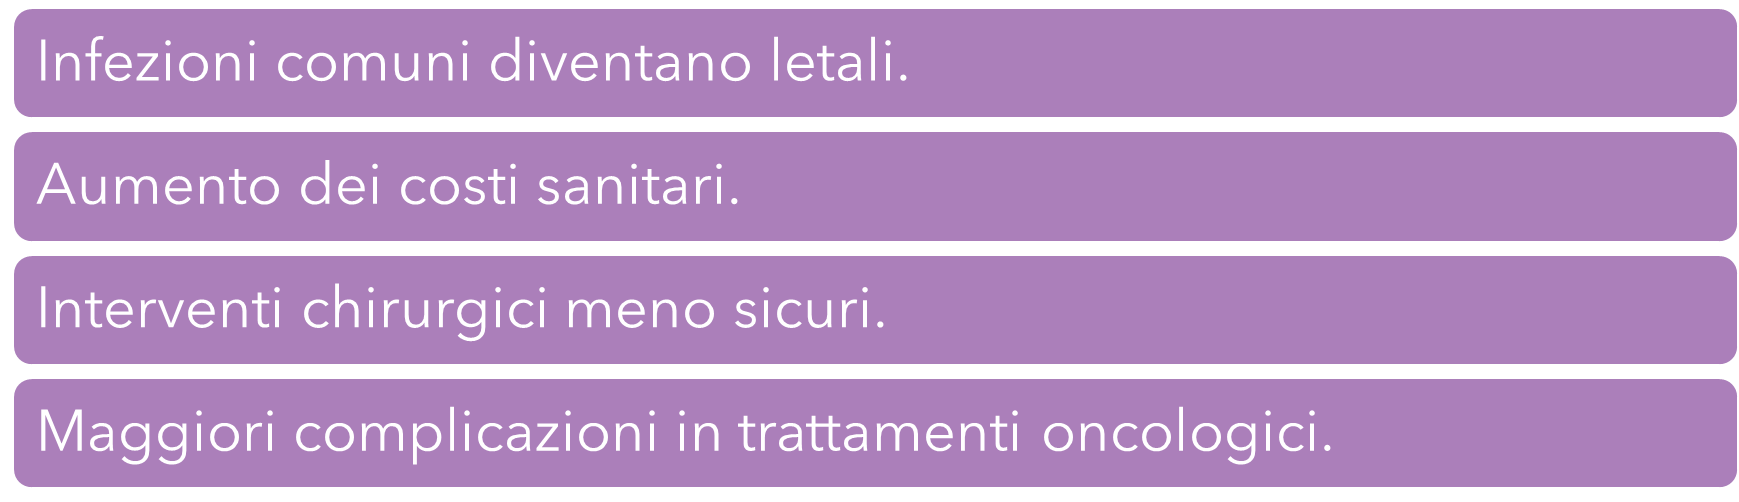 Infezioni comuni diventano letali.
Aumento dei costi sanitari.
Interventi chirurgici meno sicuri.
Maggiori complicazioni in trattamenti oncologici.